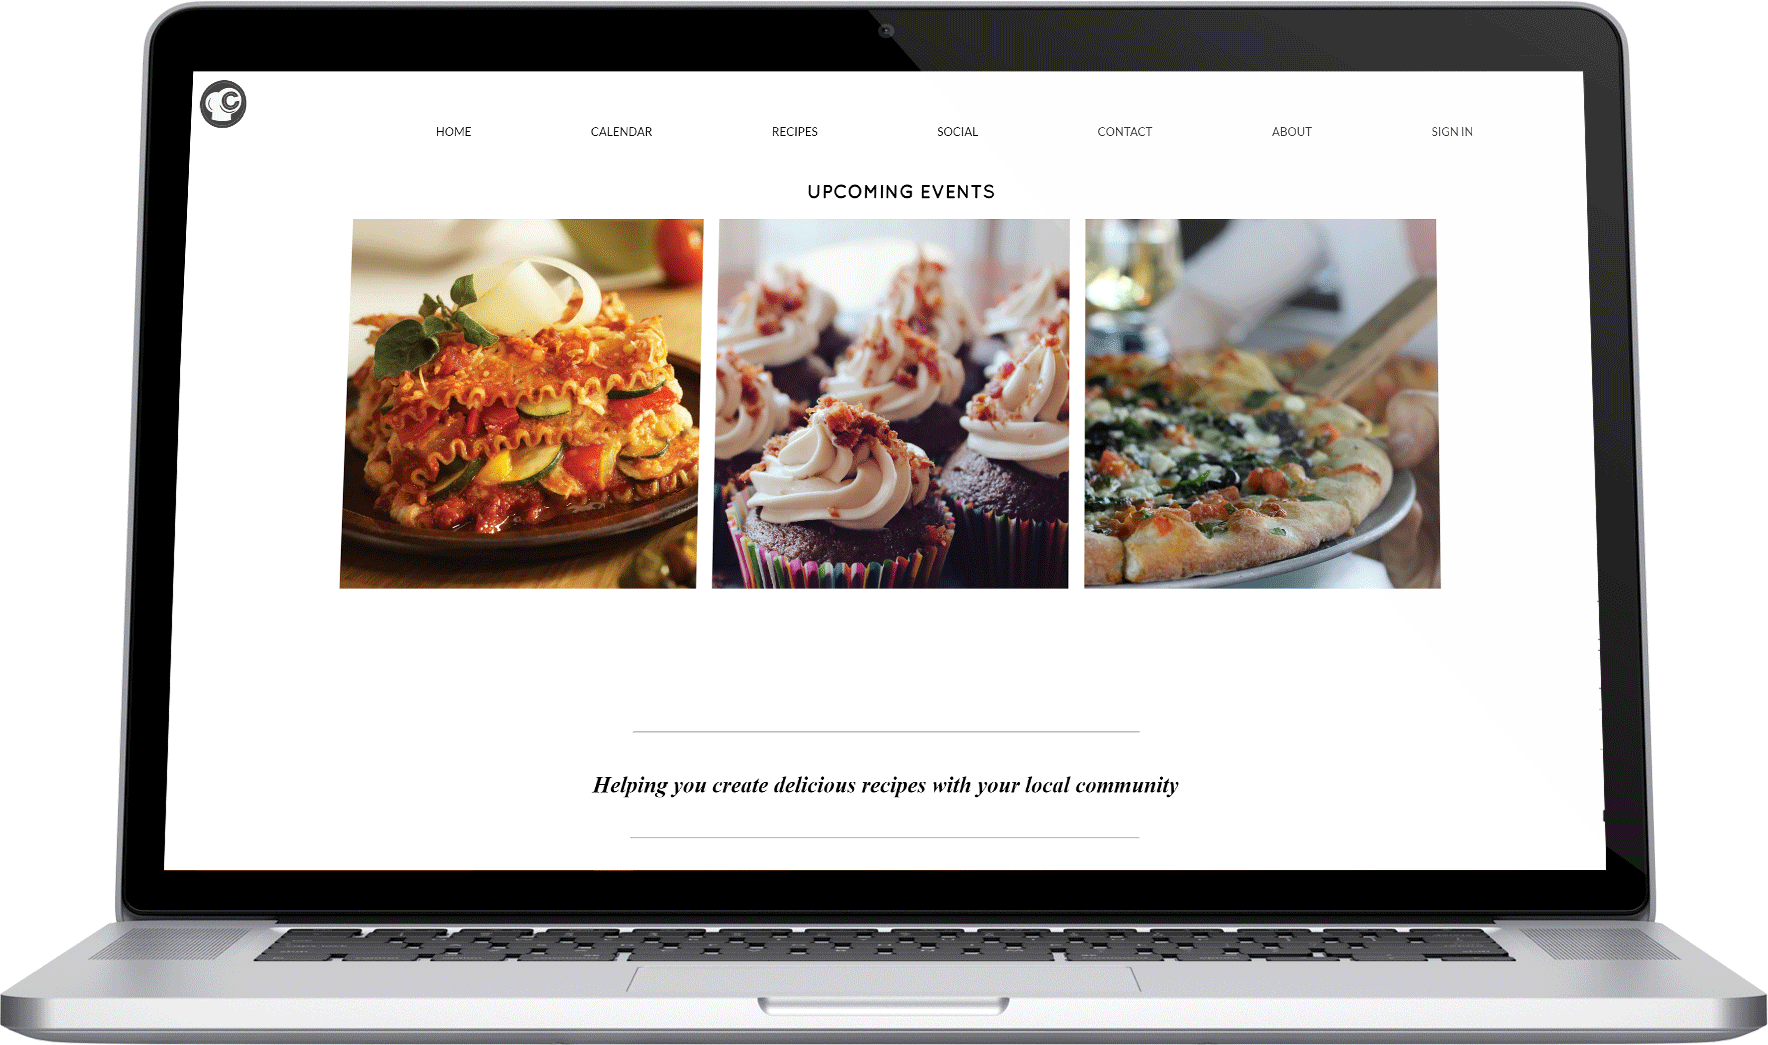 HOME CALENDAR RECIPES SOCIAL CONTACT ABOUT SIGN IN
UPCOMING EVENTS
Helping you create delicious recipes with your local community